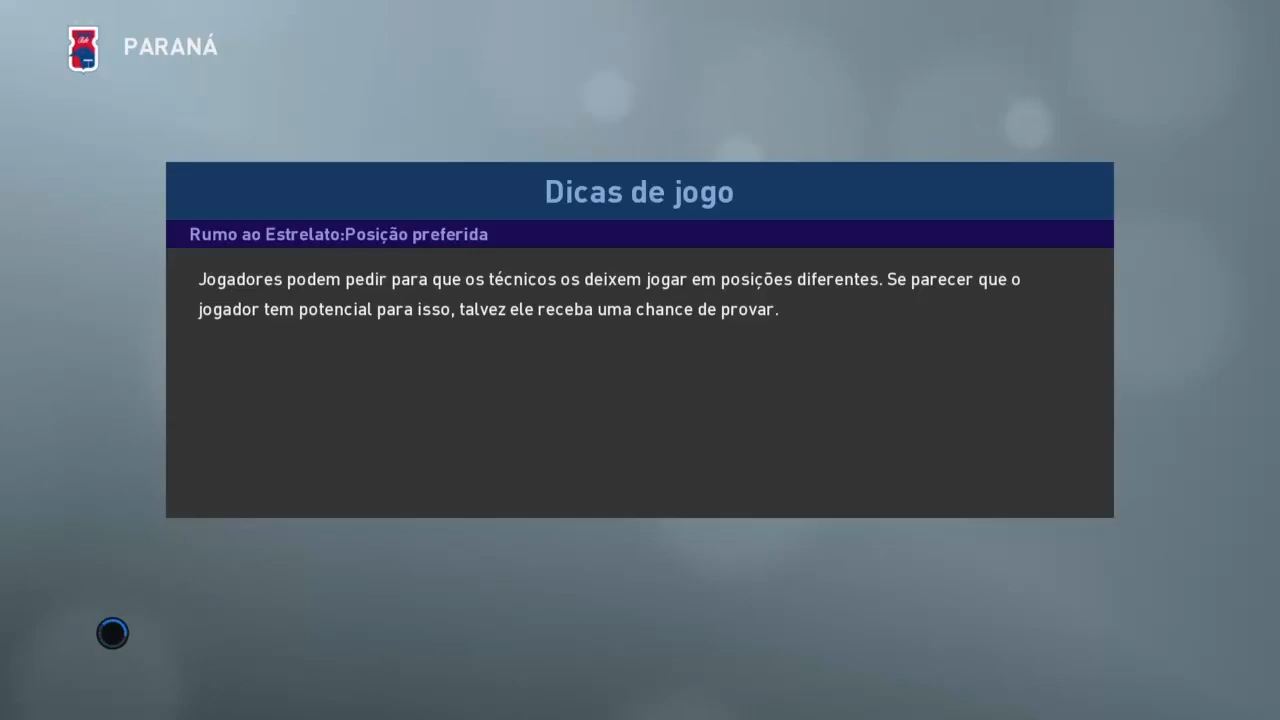 PARANÁ
Dicas de jogo
Rumo ao Estrelato:Posição preferida
Jogadores podem pedir para que os técnicos os deixem jogar em posições diferentes. Se parecer que o
jogador tem potencial para isso, talvez ele receba uma chance de provar.